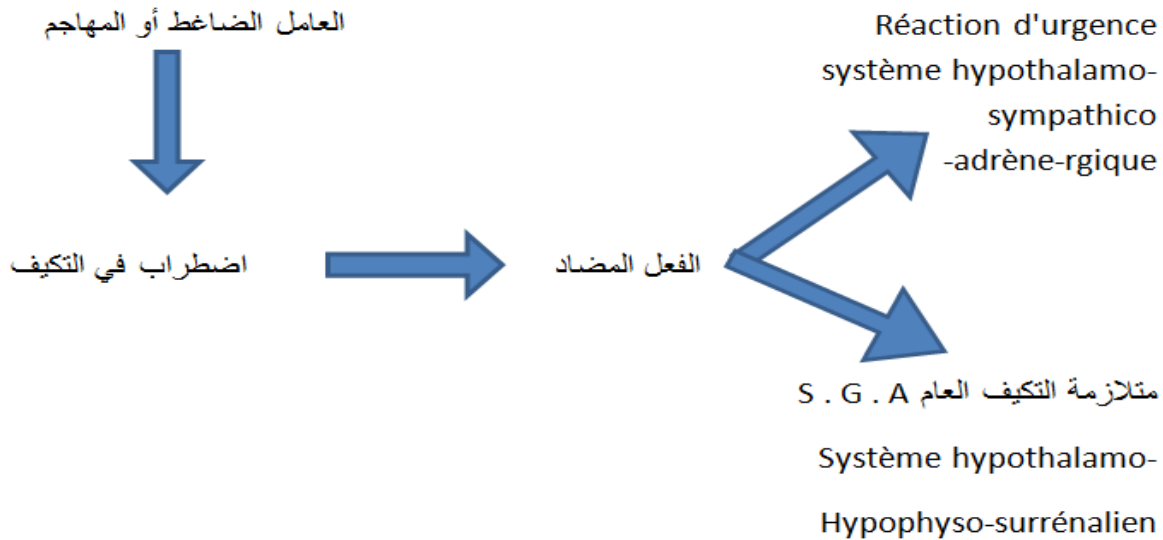 العامل الضاغط أو المهاجم
Réaction d'urgence
système hypothalamo-
sympathico
-adrène-rgique
اضطراب في التكيف
الفعل المضاد
متلازمة التكيف العام S . G . A
Système hypothalamo-
Hypophyso-surrénalien